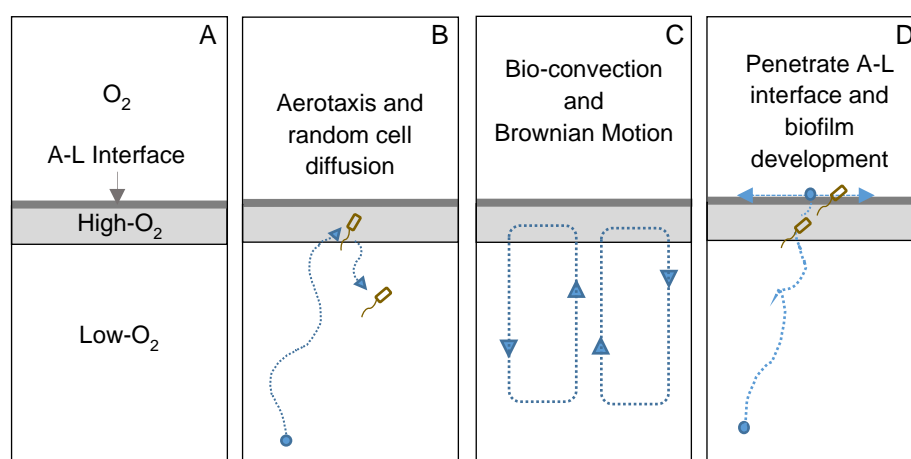 A
O₂
A-L Interface
High-O₂
Low-O₂
B
Aerotaxis and
random cell
diffusion
C
Bio-convection
and
Brownian Motion
D
Penetrate A-L
interface and
biofilm
development